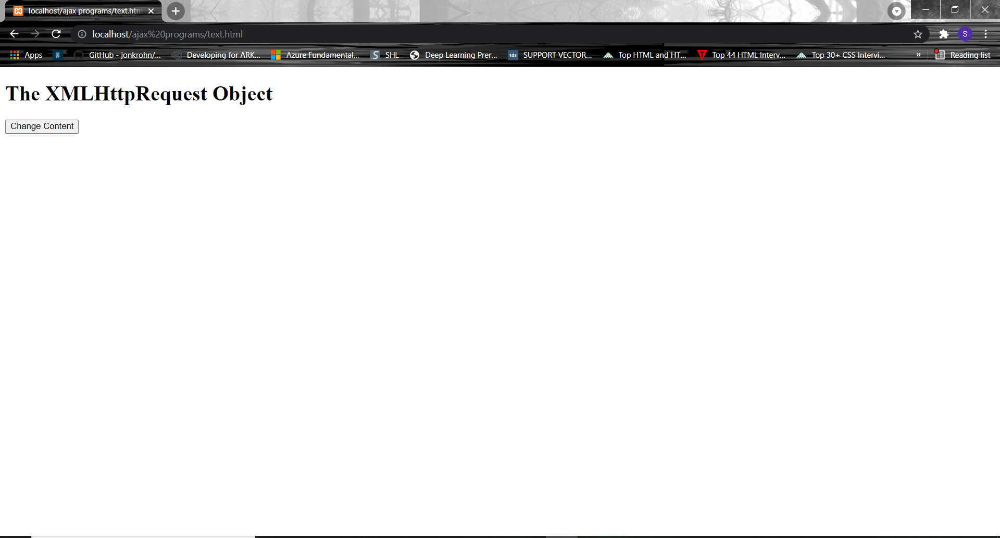 localhost/ajax programs/text.htm
localhost/ajax%20programs/text.html
S
Apps
GitHub - jonkrohn/...
Developing for ARK...
Azure Fundamental...
S SHL
Deep Learning Prer...
tds SUPPORT VECTOR...
Top HTML and HT...
T Top 44 HTML Interv...
Top 30+ CSS Intervi...
»
Reading list
The XMLHttpRequest Object
Change Content